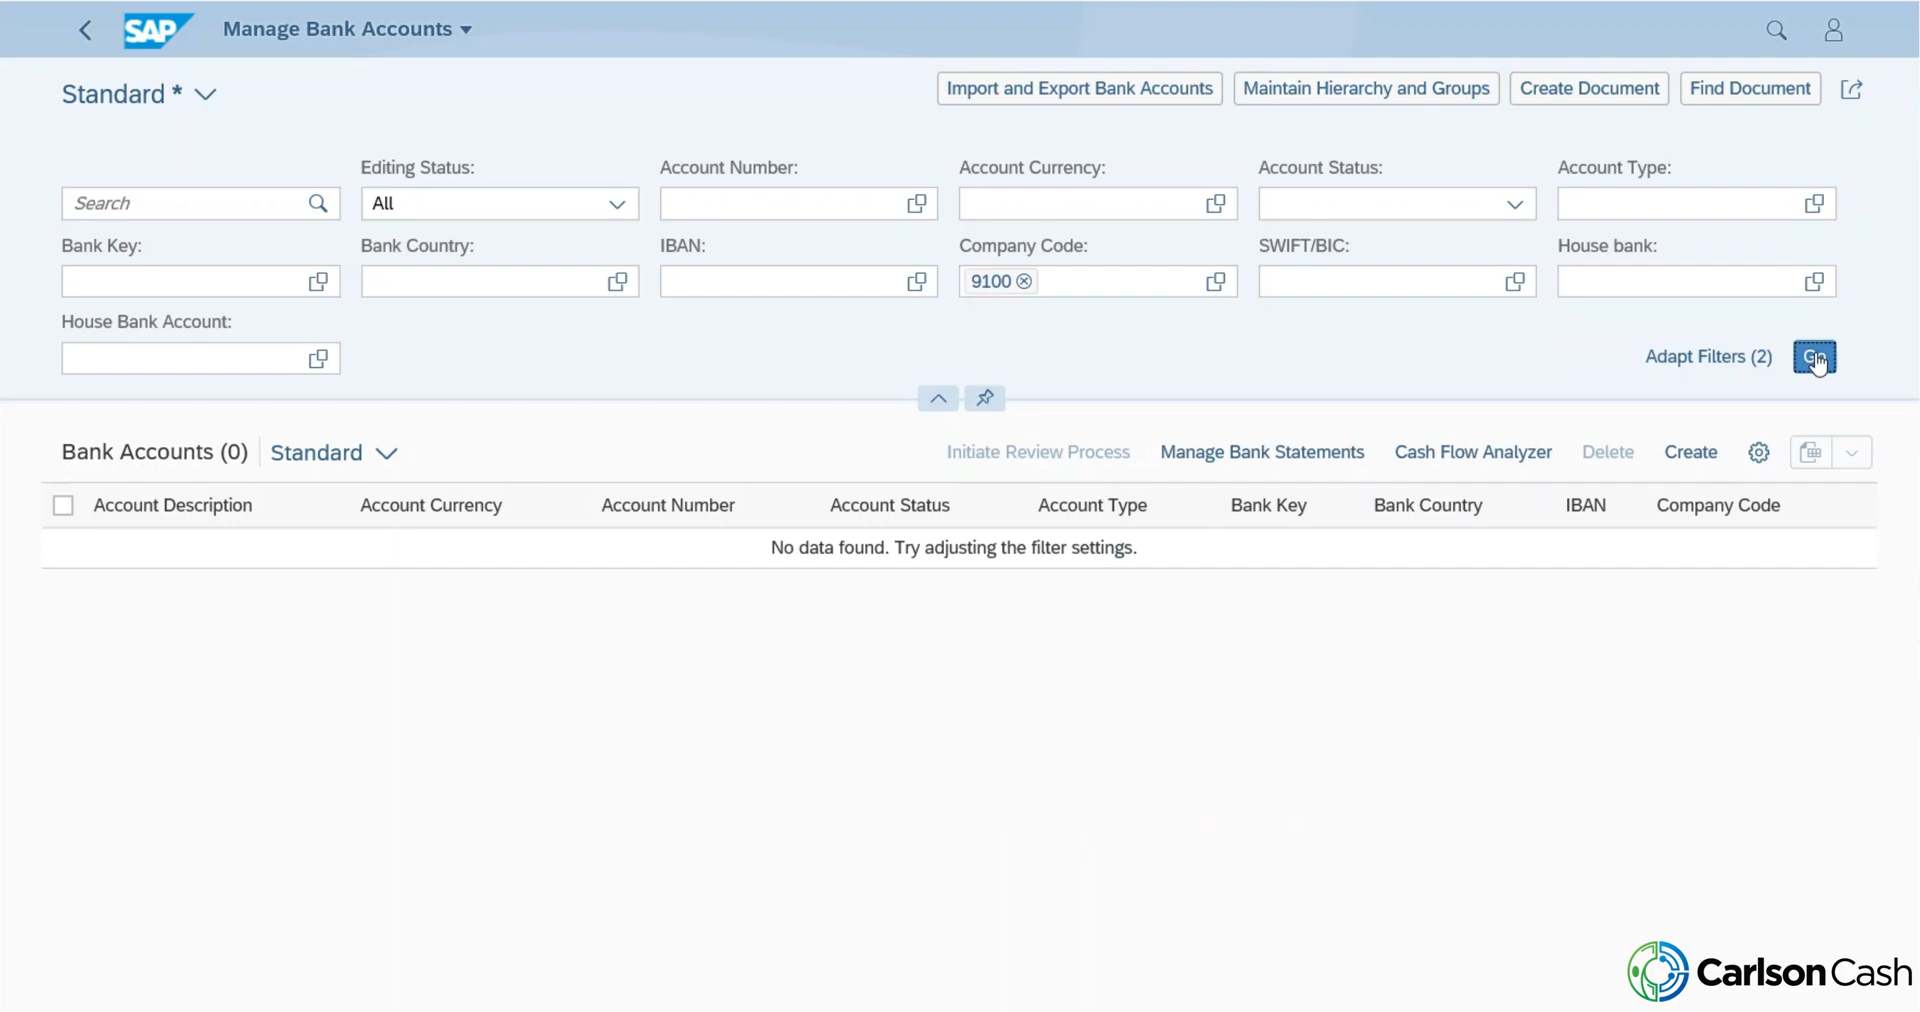 SAP Manage Bank Accounts
Standard *
Import and Export Bank Accounts Maintain Hierarchy and Groups Create Document Find Document
Editing Status: Account Number: Account Currency: Account Status: Account Type:
Search All
Bank Key: Bank Country: IBAN: Company Code: SWIFT/BIC: House bank:
9100
House Bank Account:
Adapt Filters (2) Go
Bank Accounts (0) Standard Initiate Review Process Manage Bank Statements Cash Flow Analyzer Delete Create
Account Description Account Currency Account Number Account Status Account Type Bank Key Bank Country IBAN Company Code
No data found. Try adjusting the filter settings.
Carlson Cash